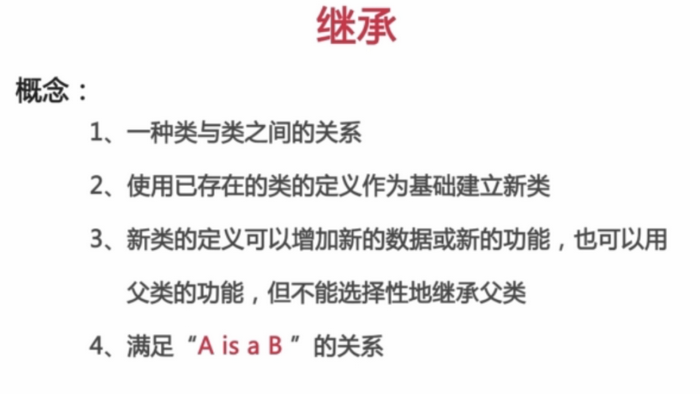 继承
概念：
1、一种类与类之间的关系
2、使用已存在的类的定义作为基础建立新类
3、新类的定义可以增加新的数据或新的功能，也可以用
父类的功能，但不能选择性地继承父类
4、满足“A is a B ”的关系